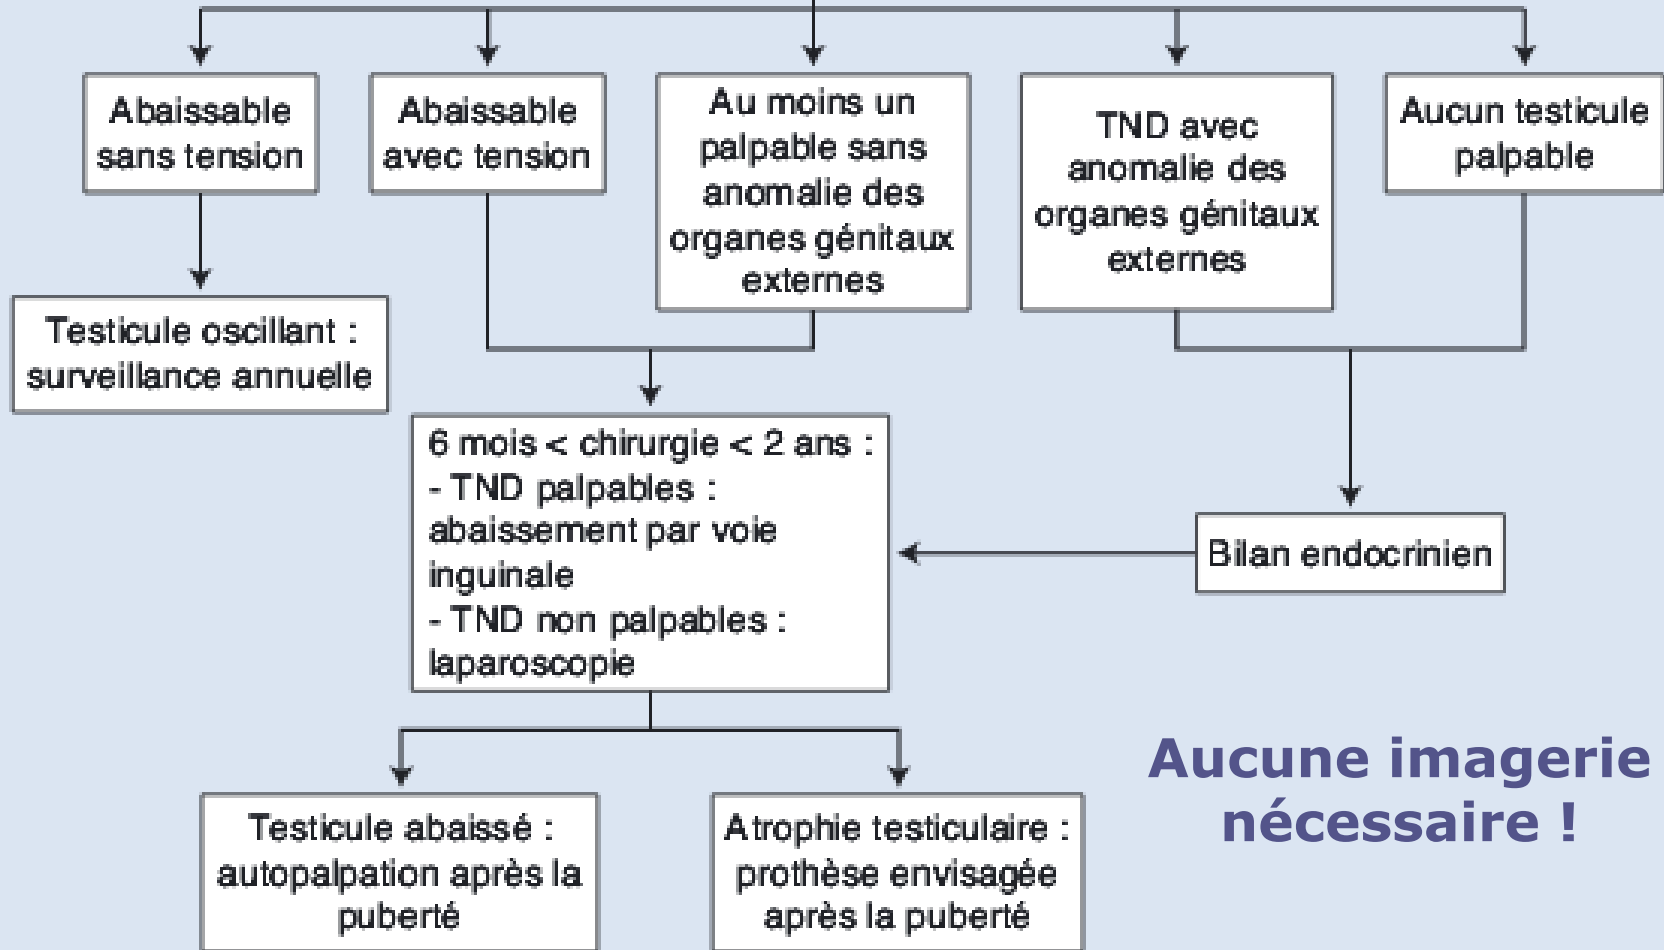 Abaissable
sans tension
Abaissable
avec tension
Au moins un
palpable sans
anomalie des
organes génitaux
externes
TND avec
anomalie des
organes génitaux
externes
Aucun testicule
palpable
Testicule oscillant :
surveillance annuelle
6 mois < chirurgie < 2 ans :
- TND palpables :
abaissement par voie
inguinale
- TND non palpables :
laparoscopie
Bilan endocrinien
Testicule abaissé :
autopalpation après la
puberté
Atrophie testiculaire :
prothèse envisagée
après la puberté
Aucune imagerie
nécessaire !